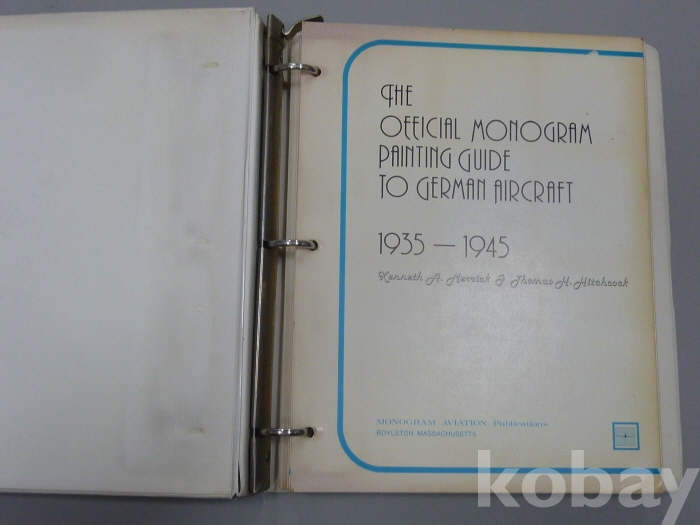 THE
OFFICIAL MONOGRAM
PAINTING GUIDE
TO GERMAN AIRCRAFT
1935 — 1945
Kenneth A. Merrick & Thomas H. Hitchcock
MONOGRAM AVIATION Publications
BOYLSTON, MASSACHUSETTS
kobay